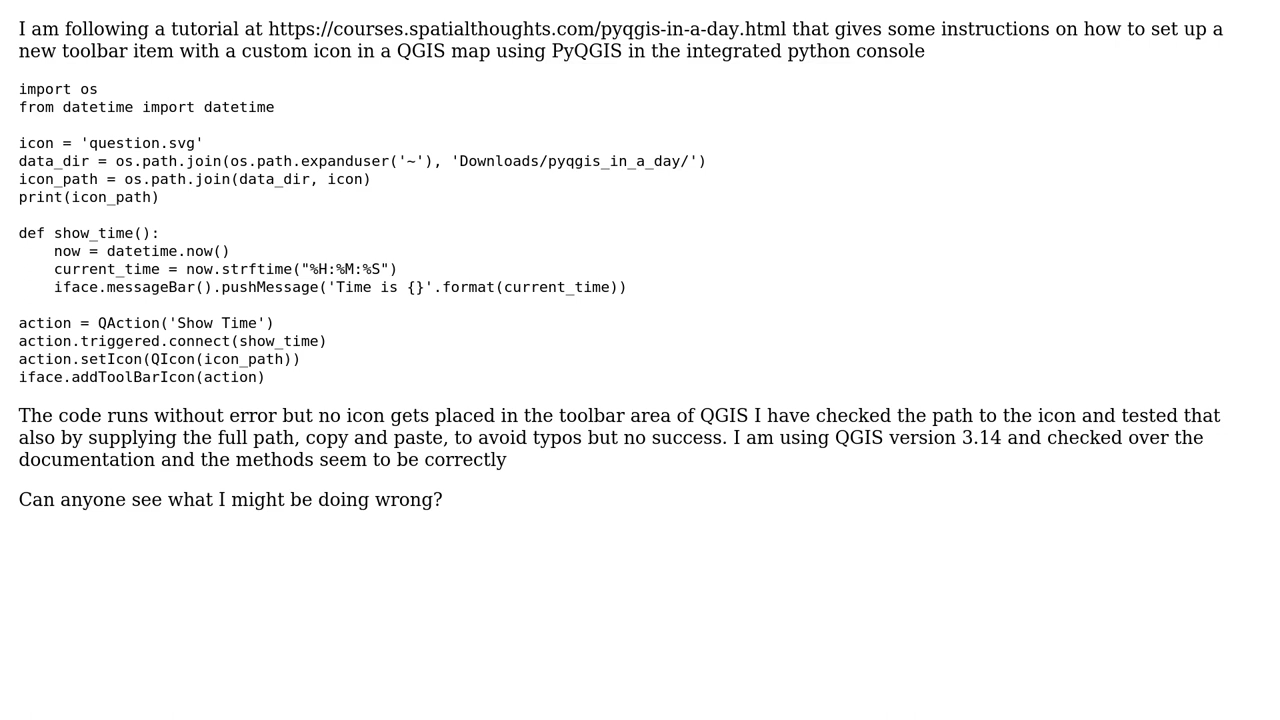 I am following a tutorial at https://courses.spatialthoughts.com/pyqgis-in-a-day.html that gives some instructions on how to set up a
new toolbar item with a custom icon in a QGIS map using PyQGIS in the integrated python console
import os
from datetime import datetime
icon = 'question.svg'
data_dir = os.path.join(os.path.expanduser('~'), 'Downloads/pyqgis_in_a_day/')
icon_path = os.path.join(data_dir, icon)
print(icon_path)
def show_time():
    now = datetime.now()
    current_time = now.strftime("%H:%M:%S")
    iface.messageBar().pushMessage('Time is {}'.format(current_time))
action = QAction('Show Time')
action.triggered.connect(show_time)
action.setIcon(QIcon(icon_path))
iface.addToolBarIcon(action)
The code runs without error but no icon gets placed in the toolbar area of QGIS I have checked the path to the icon and tested that
also by supplying the full path, copy and paste, to avoid typos but no success. I am using QGIS version 3.14 and checked over the
documentation and the methods seem to be correctly
Can anyone see what I might be doing wrong?